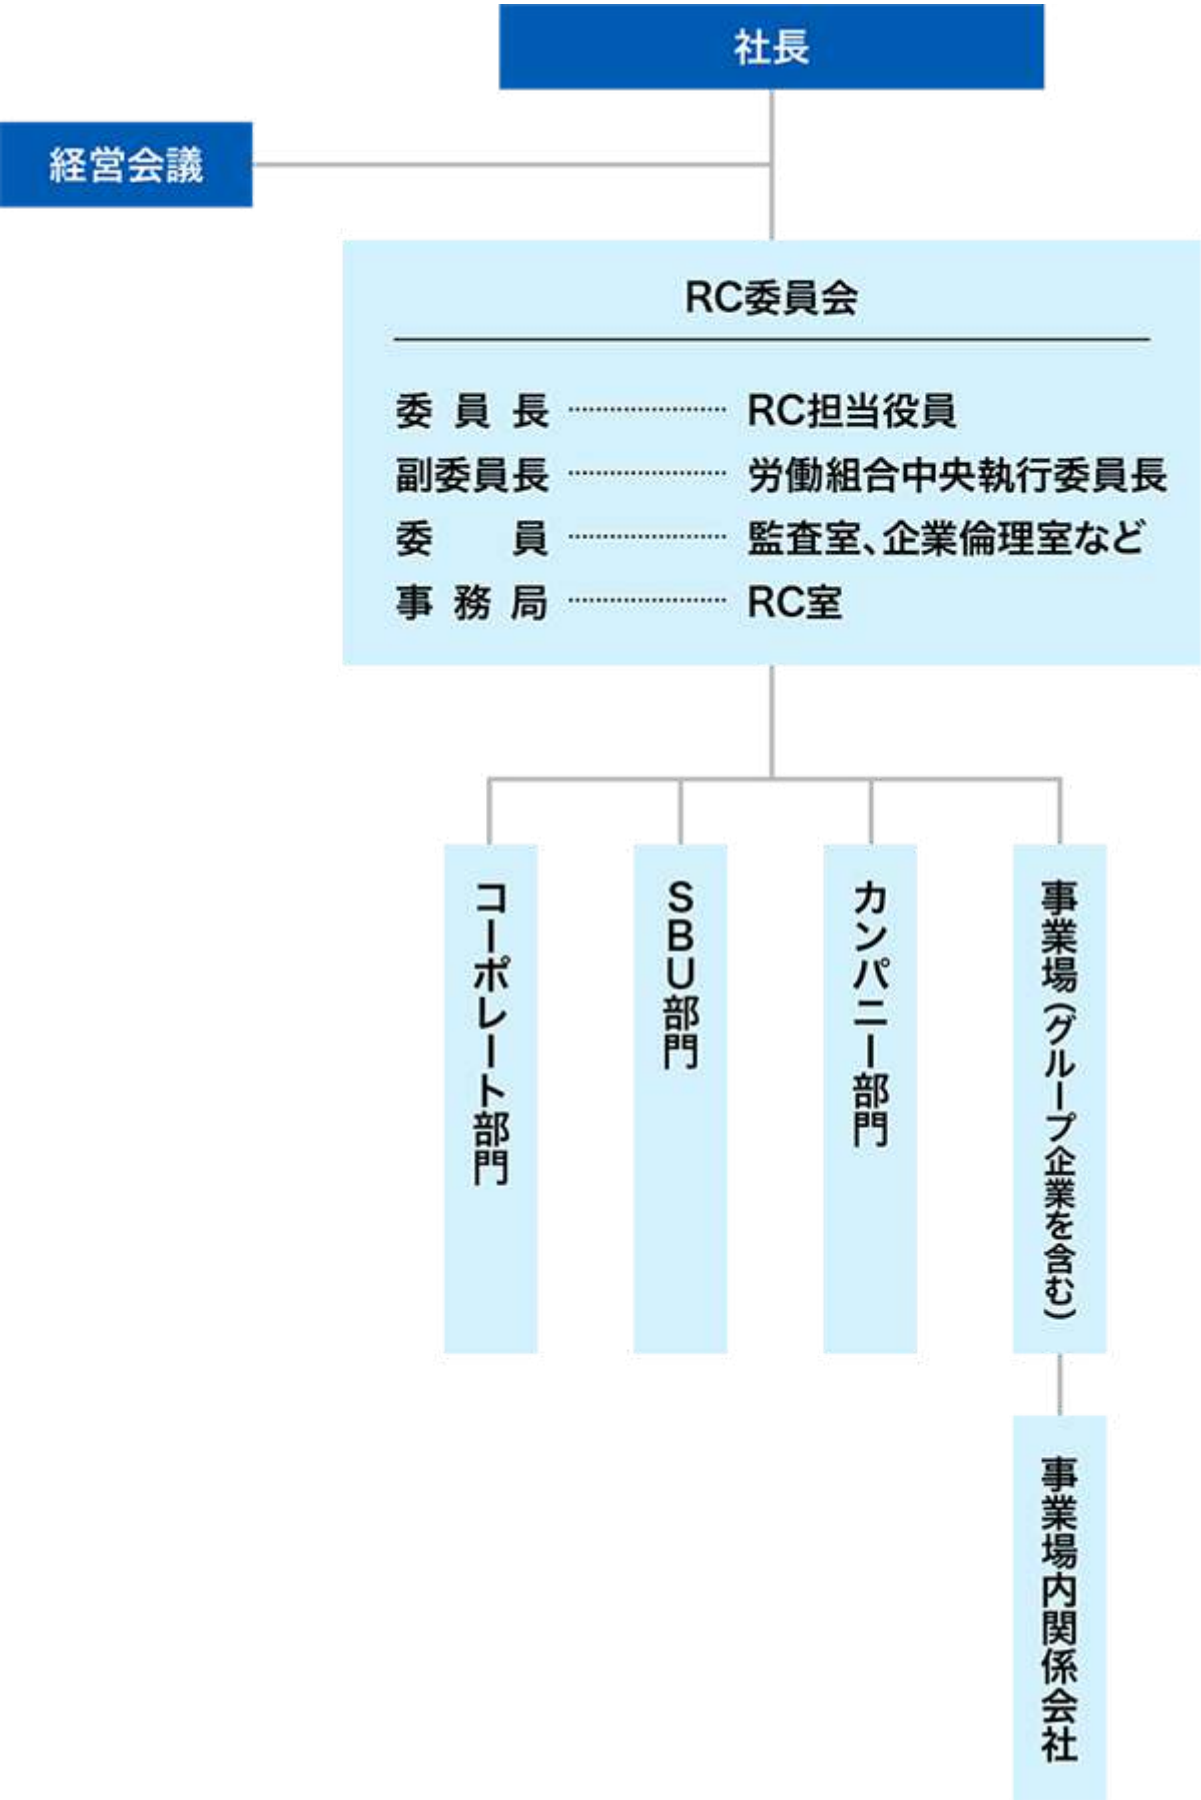 社長
経営会議
RC委員会
委員長……………RC担当役員
副委員長……………労働組合中央執行委員長
委員……………監査室、企業倫理室など
事務局……………RC室
コーポレート部門
SBU部門
カンパニー部門
事業場(グループ企業を含む)
事業場内関係会社